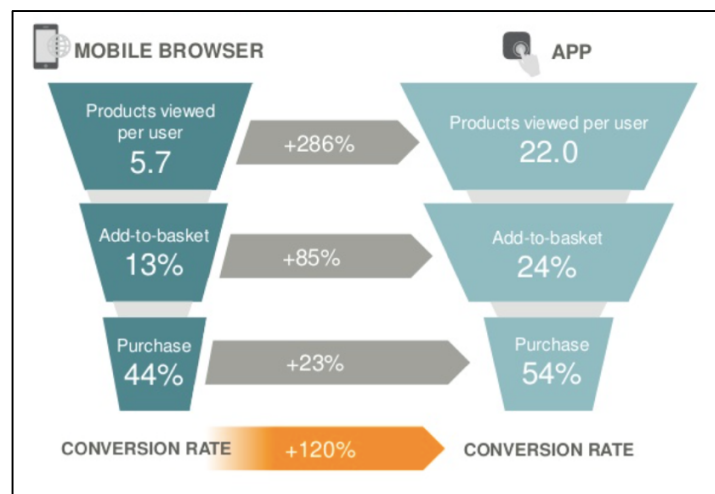 MOBILE BROWSER
APP
Products viewed
per user
5.7
+286%
Products viewed per user
22.0
Add-to-basket
13%
+85%
Add-to-basket
24%
Purchase
44%
+23%
Purchase
54%
CONVERSION RATE
+120%
CONVERSION RATE